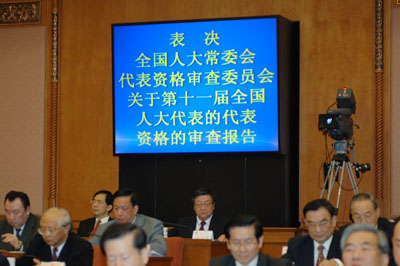 表 决
全国人大常委会
代表资格审查委员会
关于第十一届全国
人大代表的代表
资格的审查报告